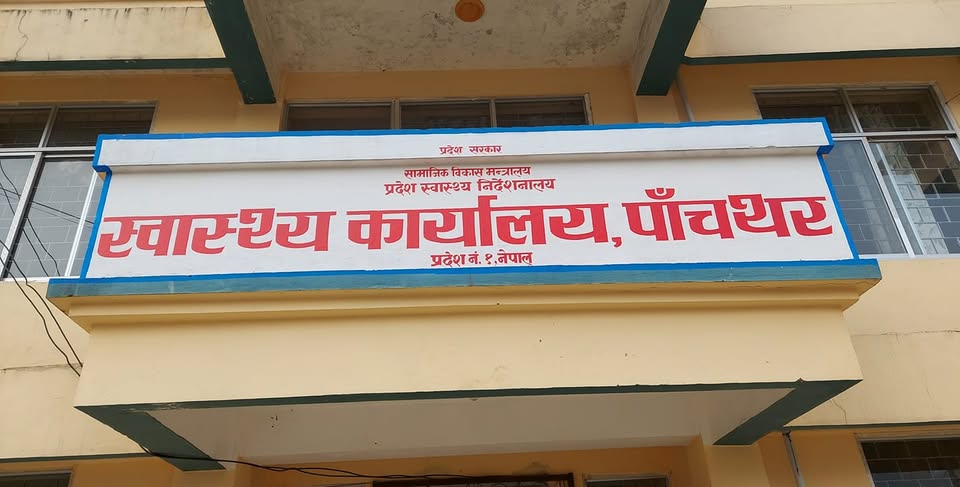 प्रदेश सरकार
सामाजिक विकास मन्त्रालय
प्रदेश स्वास्थ्य निर्देशनालय
स्वास्थ्य कार्यालय, पाँचथर
प्रदेश नं. १, नेपाल